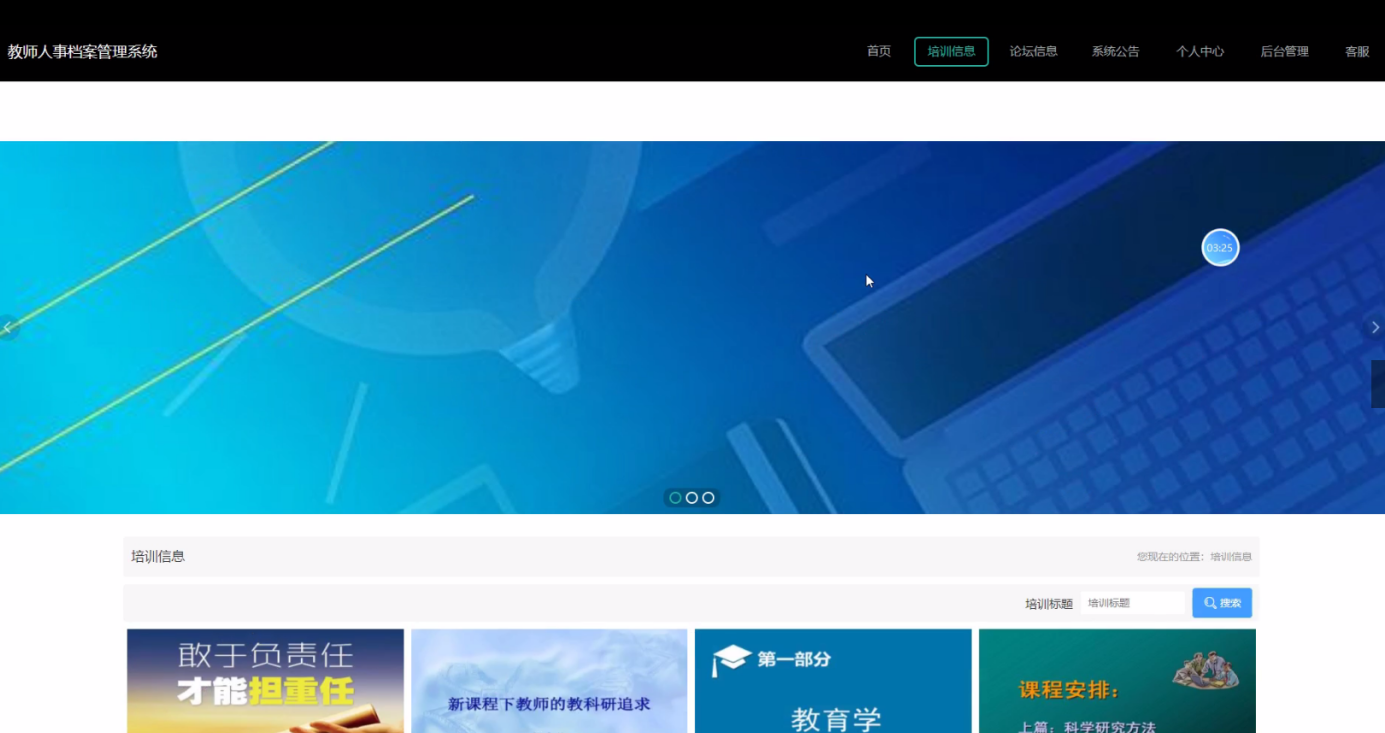 教师人事档案管理系统
首页 培训信息 论坛信息 系统公告 个人中心 后台管理 客服
03:25
培训信息 您现在的位置：培训信息
培训标题 培训标题 搜索
敢于负责任
才能担重任
新课程下教师的教科研追求
第一部分
教育学
课程安排：
上篇：科学研究方法